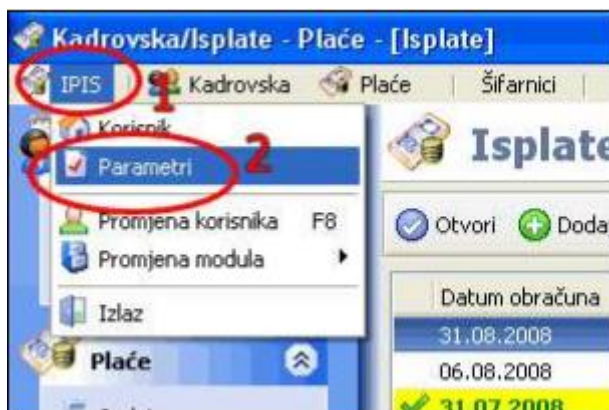 Kadrovska/Isplate - Plaće - [Isplate]
IPIS 1 Kadrovska Plaće Šifarnici
Korisnik
Parametri 2
Isplate
Promjena korisnika F8
Promjena modula
Otvori Doda
Izlaz
Datum obračuna
31.08.2008
Plaće
06.08.2008
31.07.2008